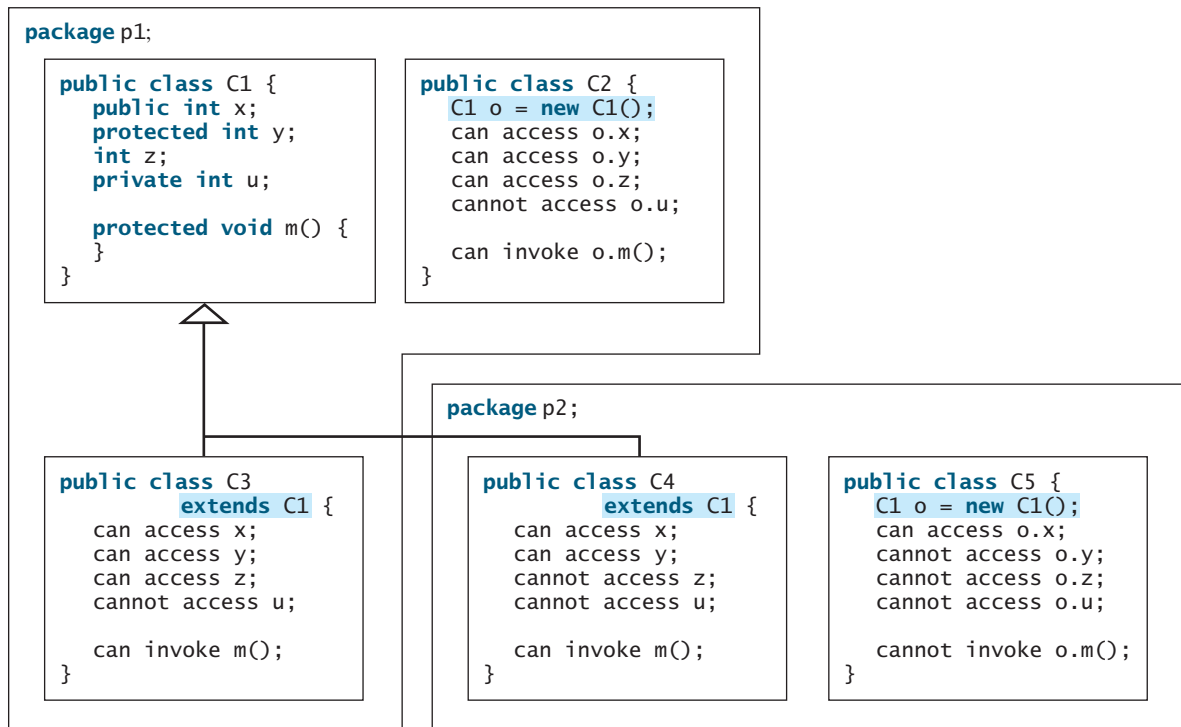 package p1;
public class C1 {
public int x;
protected int y;
int z;
private int u;
protected void m() {
}
}
public class C2 {
C1 o = new C1();
can access o.x;
can access o.y;
can access o.z;
cannot access o.u;
can invoke o.m();
}
package p2;
public class C3
extends C1 {
can access x;
can access y;
can access z;
cannot access u;
can invoke m();
}
public class C4
extends C1 {
can access x;
can access y;
cannot access z;
cannot access u;
can invoke m();
}
public class C5 {
C1 o = new C1();
can access o.x;
cannot access o.y;
cannot access o.z;
cannot access o.u;
cannot invoke o.m();
}